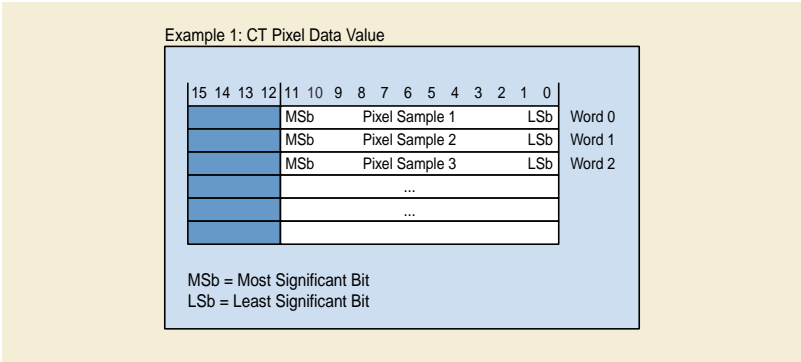 Example 1: CT Pixel Data Value
15 14 13 12 11 10 9 8 7 6 5 4 3 2 1 0
MSb Pixel Sample 1 LSb Word 0
MSb Pixel Sample 2 LSb Word 1
MSb Pixel Sample 3 LSb Word 2
...
...
MSb = Most Significant Bit
LSb = Least Significant Bit